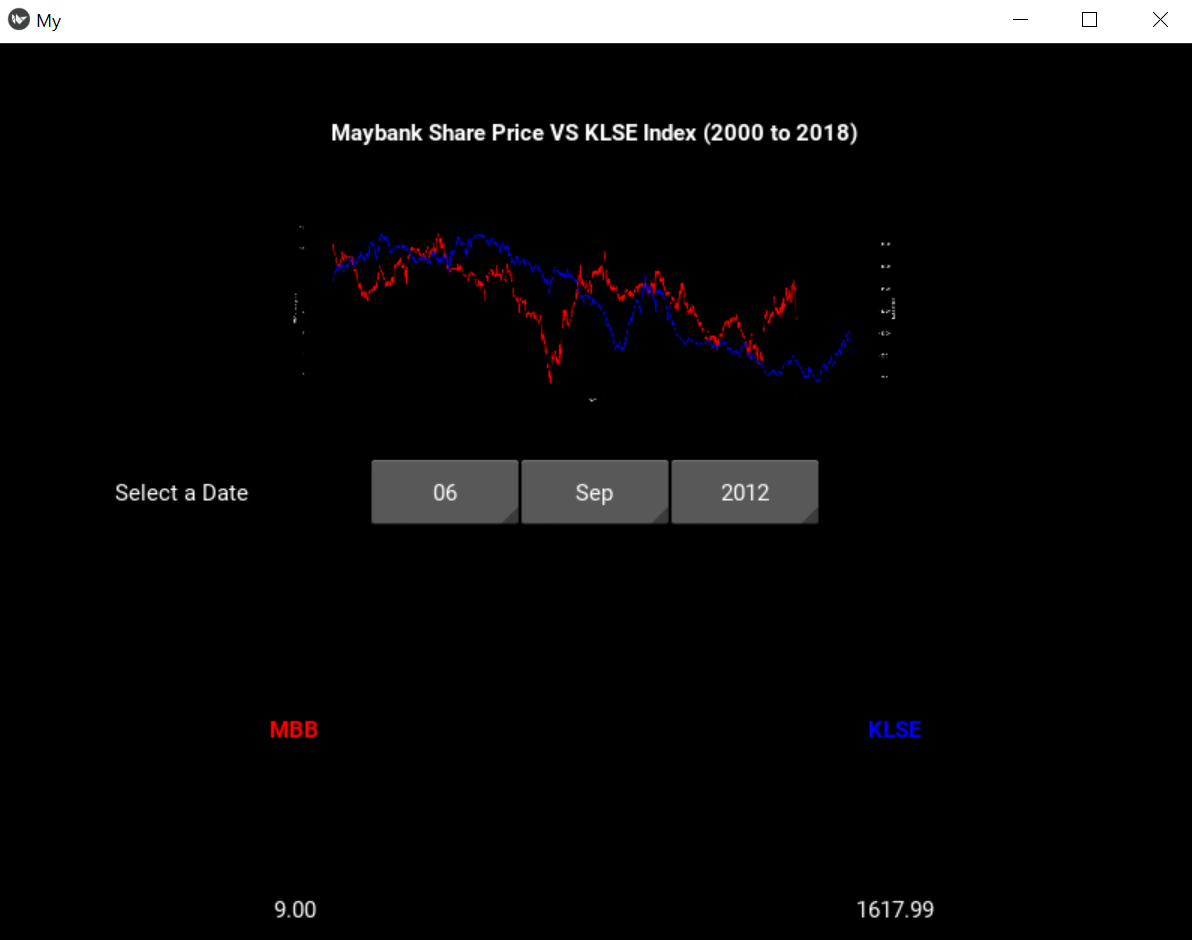 My
Maybank Share Price VS KLSE Index (2000 to 2018)
Select a Date
06
Sep
2012
MBB
KLSE
9.00
1617.99